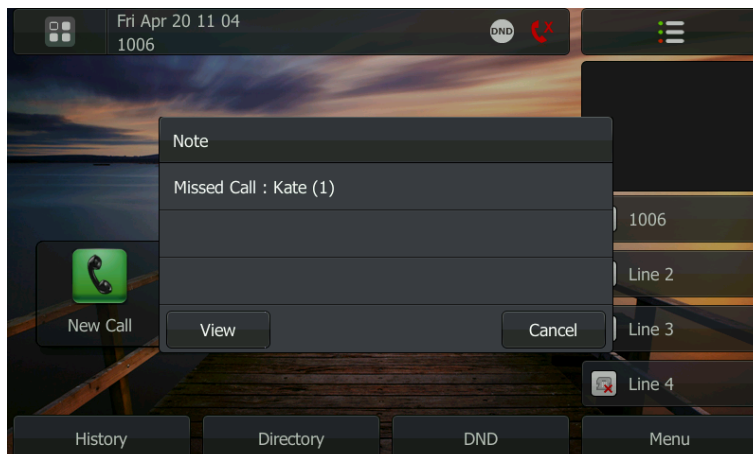 Fri Apr 20 11 04
1006
DND
Note
Missed Call : Kate (1)
View
Cancel
New Call
1006
Line 2
Line 3
Line 4
History
Directory
DND
Menu